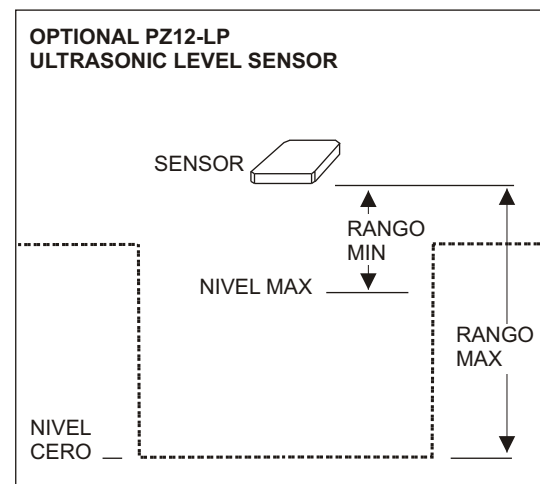 OPTIONAL PZ12-LP
ULTRASONIC LEVEL SENSOR
SENSOR
RANGO
MIN
NIVEL MAX
RANGO
MAX
NIVEL
CERO